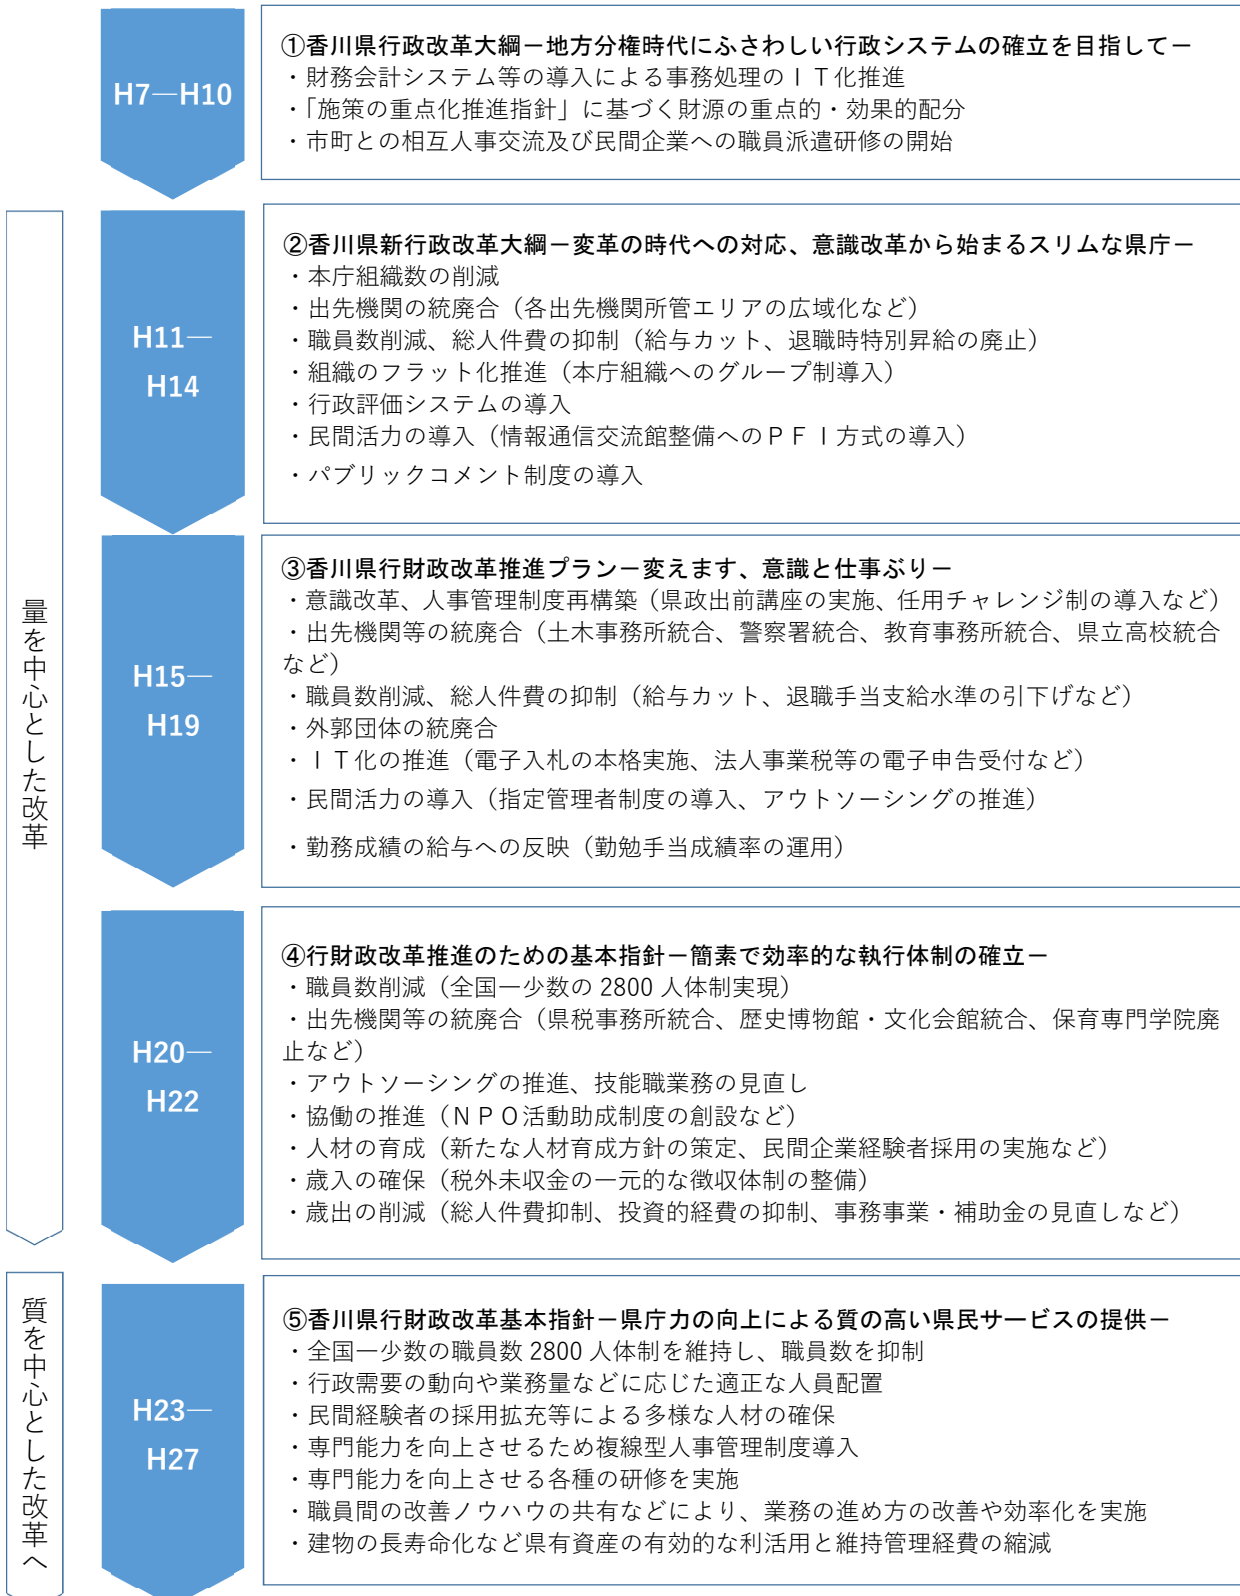 H7―H10
①香川県行政改革大綱－地方分権時代にふさわしい行政システムの確立を目指して－
・財務会計システム等の導入による事務処理のＩＴ化推進
・「施策の重点化推進指針」に基づく財源の重点的・効果的配分
・市町との相互人事交流及び民間企業への職員派遣研修の開始
量を中心とした改革
H11―
H14
②香川県新行政改革大綱－変革の時代への対応、意識改革から始まるスリムな県庁－
・本庁組織数の削減
・出先機関の統廃合（各出先機関所管エリアの広域化など）
・職員数削減、総人件費の抑制（給与カット、退職時特別昇給の廃止）
・組織のフラット化推進（本庁組織へのグループ制導入）
・行政評価システムの導入
・民間活力の導入（情報通信交流館整備へのＰＦＩ方式の導入）
・パブリックコメント制度の導入
H15―
H19
③香川県行財政改革推進プラン－変えます、意識と仕事ぶり－
・意識改革、人事管理制度再構築（県政出前講座の実施、任用チャレンジ制の導入など）
・出先機関等の統廃合（土木事務所統合、警察署統合、教育事務所統合、県立高校統合
など）
・職員数削減、総人件費の抑制（給与カット、退職手当支給水準の引下げなど）
・外郭団体の統廃合
・ＩＴ化の推進（電子入札の本格実施、法人事業税等の電子申告受付など）
・民間活力の導入（指定管理者制度の導入、アウトソーシングの推進）
・勤務成績の給与への反映（勤勉手当成績率の運用）
H20―
H22
④行財政改革推進のための基本指針－簡素で効率的な執行体制の確立－
・職員数削減（全国一少数の 2800 人体制実現）
・出先機関等の統廃合（県税事務所統合、歴史博物館・文化会館統合、保育専門学院廃
止など）
・アウトソーシングの推進、技能職業務の見直し
・協働の推進（ＮＰＯ活動助成制度の創設など）
・人材の育成（新たな人材育成方針の策定、民間企業経験者採用の実施など）
・歳入の確保（税外未収金の一元的な徴収体制の整備）
・歳出の削減（総人件費抑制、投資的経費の抑制、事務事業・補助金の見直しなど）
質を中心とした改革へ
H23―
H27
⑤香川県行財政改革基本指針－県庁力の向上による質の高い県民サービスの提供－
・全国一少数の職員数 2800 人体制を維持し、職員数を抑制
・行政需要の動向や業務量などに応じた適正な人員配置
・民間経験者の採用拡充等による多様な人材の確保
・専門能力を向上させるため複線型人事管理制度導入
・専門能力を向上させる各種の研修を実施
・職員間の改善ノウハウの共有などにより、業務の進め方の改善や効率化を実施
・建物の長寿命化など県有資産の有効的な利活用と維持管理経費の縮減